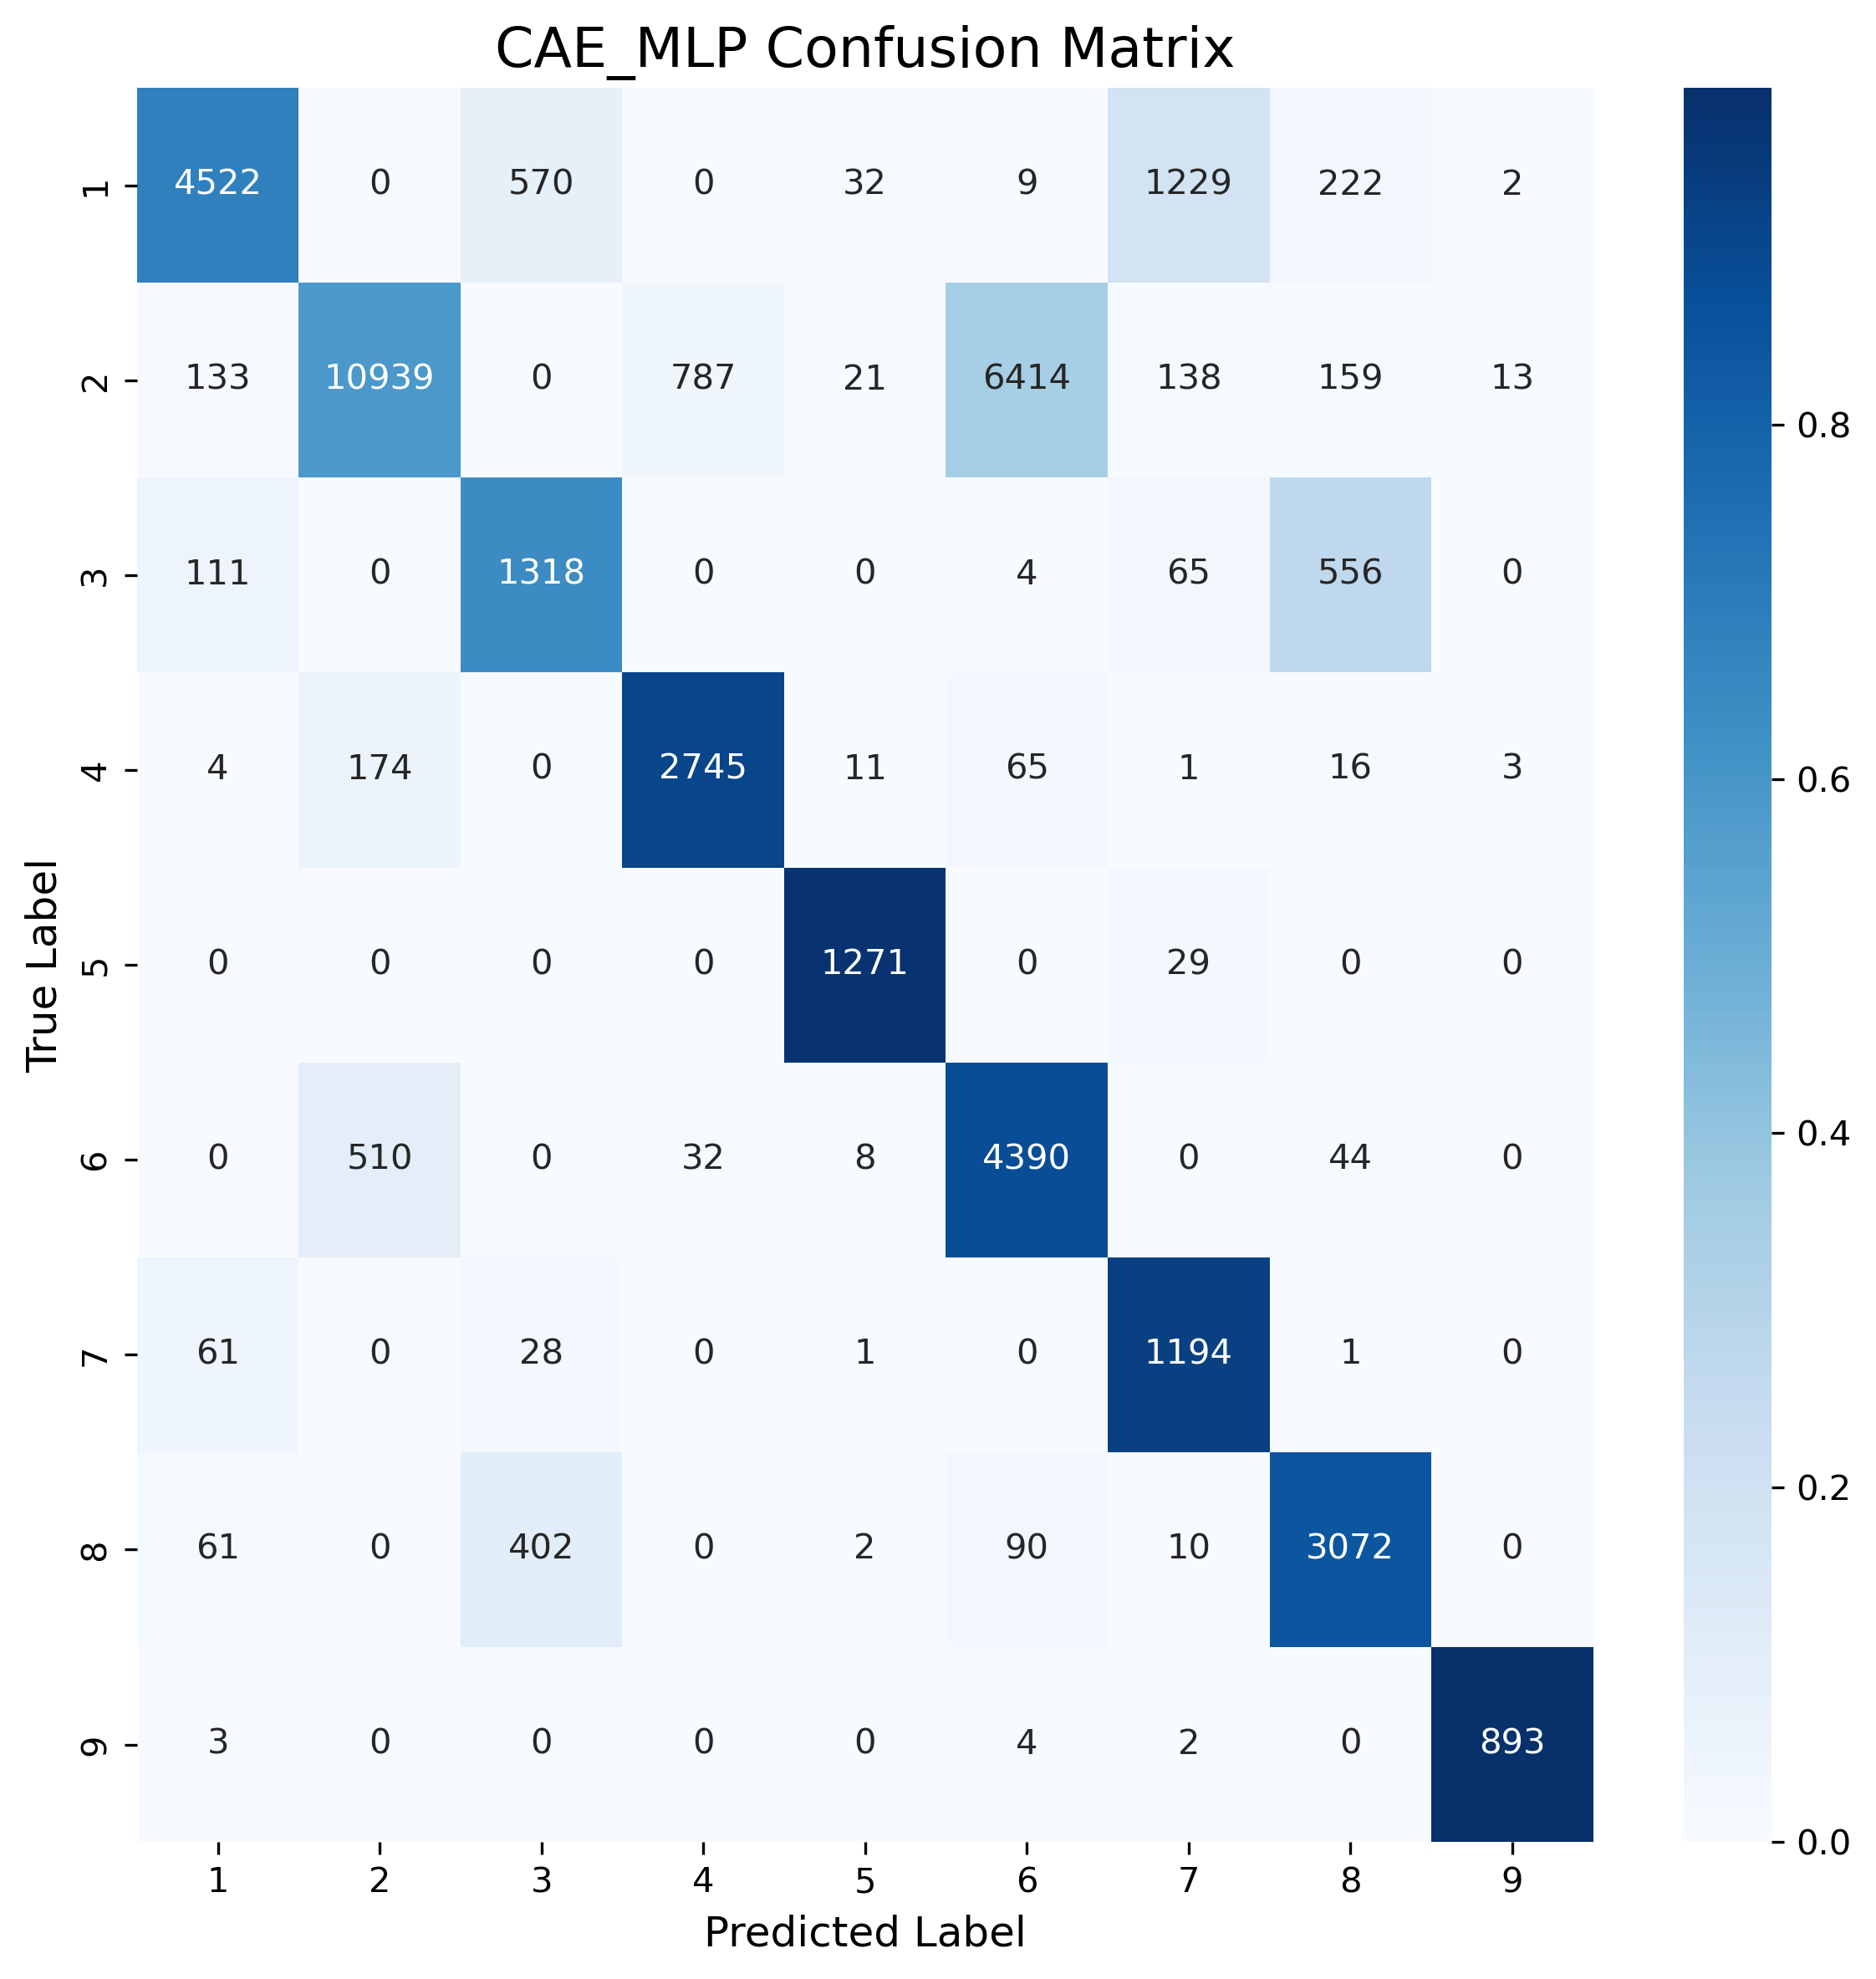 CAE_MLP Confusion Matrix
1 4522 0 570 0 32 9 1229 222 2
2 133 10939 0 787 21 6414 138 159 13
3 111 0 1318 0 0 4 65 556 0
4 4 174 0 2745 11 65 1 16 3
5 0 0 0 0 1271 0 29 0 0
6 0 510 0 32 8 4390 0 44 0
7 61 0 28 0 1 0 1194 1 0
8 61 0 402 0 2 90 10 3072 0
9 3 0 0 0 0 4 2 0 893
1 2 3 4 5 6 7 8 9
Predicted Label
True Label
0.8
0.6
0.4
0.2
0.0